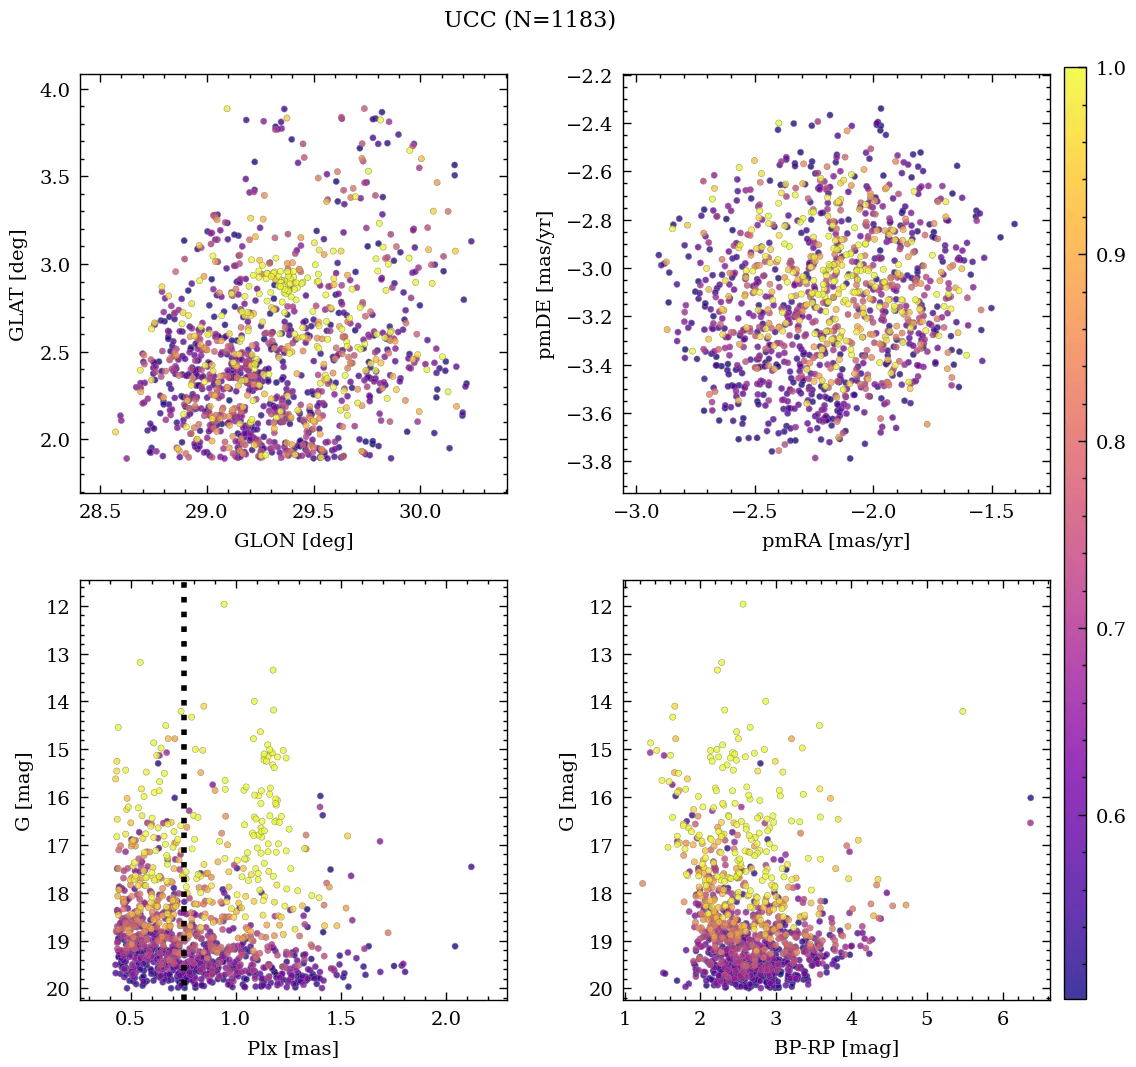 UCC (N=1183)
4.0
3.5
3.0
2.5
2.0
GLAT [deg]
28.5 29.0 29.5 30.0
GLON [deg]
−2.2
−2.4
−2.6
−2.8
−3.0
−3.2
−3.4
−3.6
−3.8
pmDE [mas/yr]
−3.0 −2.5 −2.0 −1.5
pmRA [mas/yr]
12
13
14
15
16
17
18
19
20
G [mag]
0.5 1.0 1.5 2.0
Plx [mas]
12
13
14
15
16
17
18
19
20
G [mag]
1 2 3 4 5 6
BP-RP [mag]
1.0
0.9
0.8
0.7
0.6